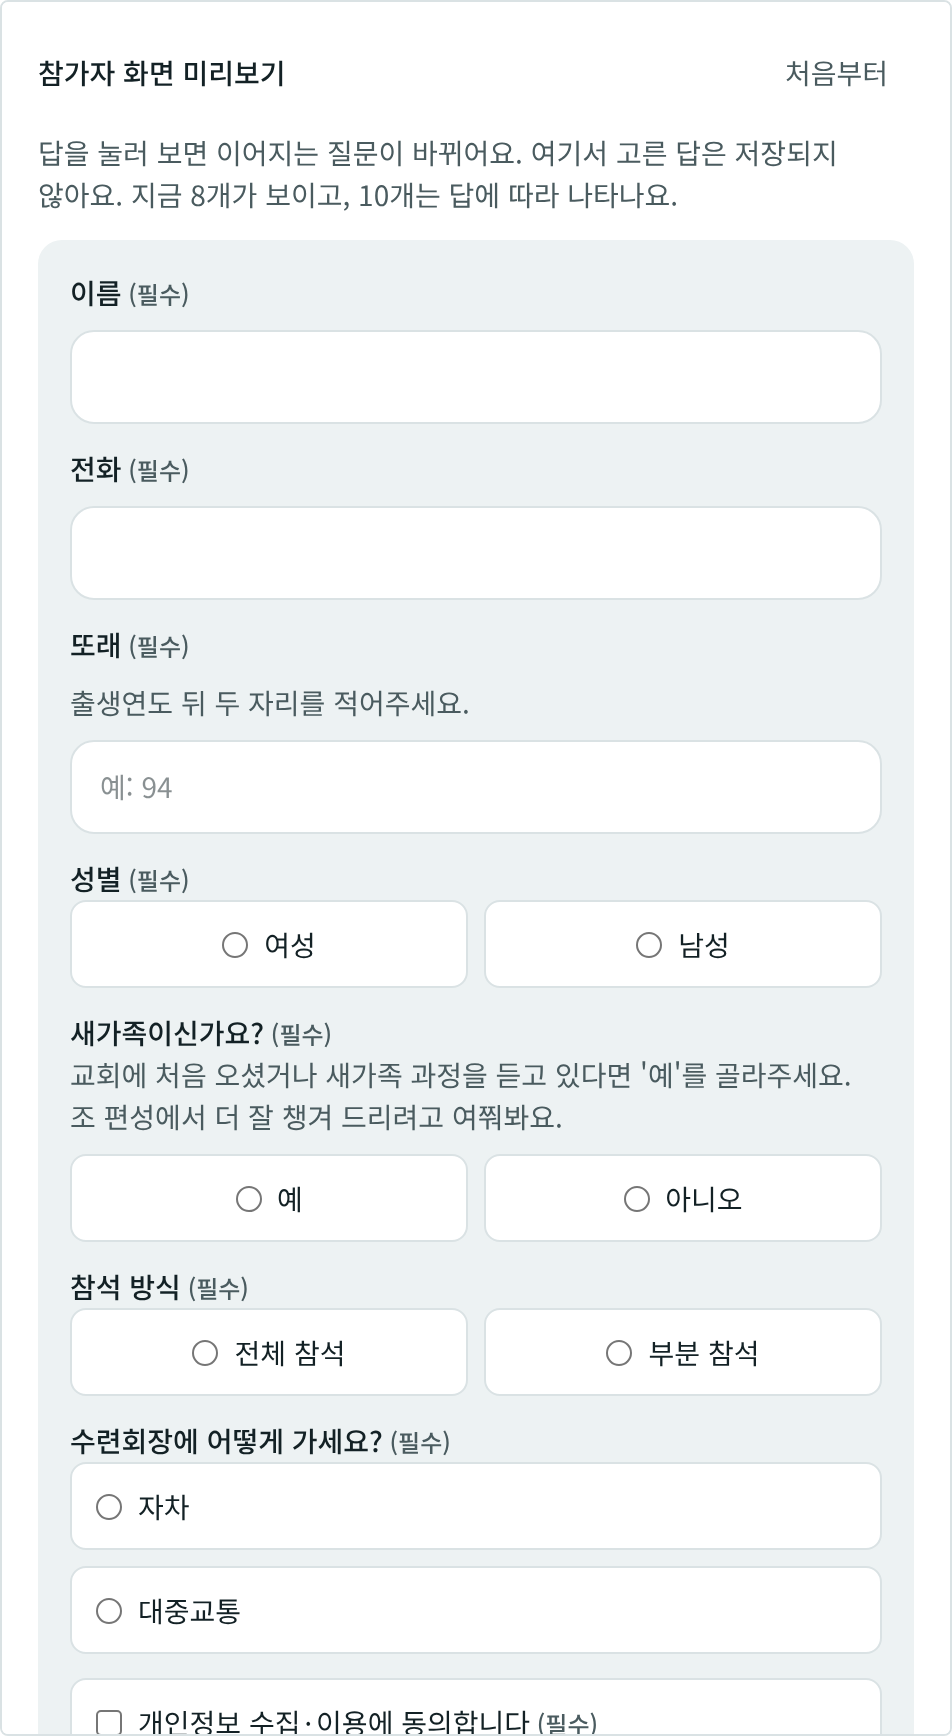 참가자 화면 미리보기
처음부터
답을 눌러 보면 이어지는 질문이 바뀌어요. 여기서 고른 답은 저장되지
않아요. 지금 8개가 보이고, 10개는 답에 따라 나타나요.
이름 (필수)
전화 (필수)
또래 (필수)
출생연도 뒤 두 자리를 적어주세요.
예: 94
성별 (필수)
여성
남성
새가족이신가요? (필수)
교회에 처음 오셨거나 새가족 과정을 듣고 있다면 '예'를 골라주세요.
조 편성에서 더 잘 챙겨 드리려고 여쭤봐요.
예
아니오
참석 방식 (필수)
전체 참석
부분 참석
수련회장에 어떻게 가세요? (필수)
자차
대중교통
개인정보 수집·이용에 동의합니다 (필수)